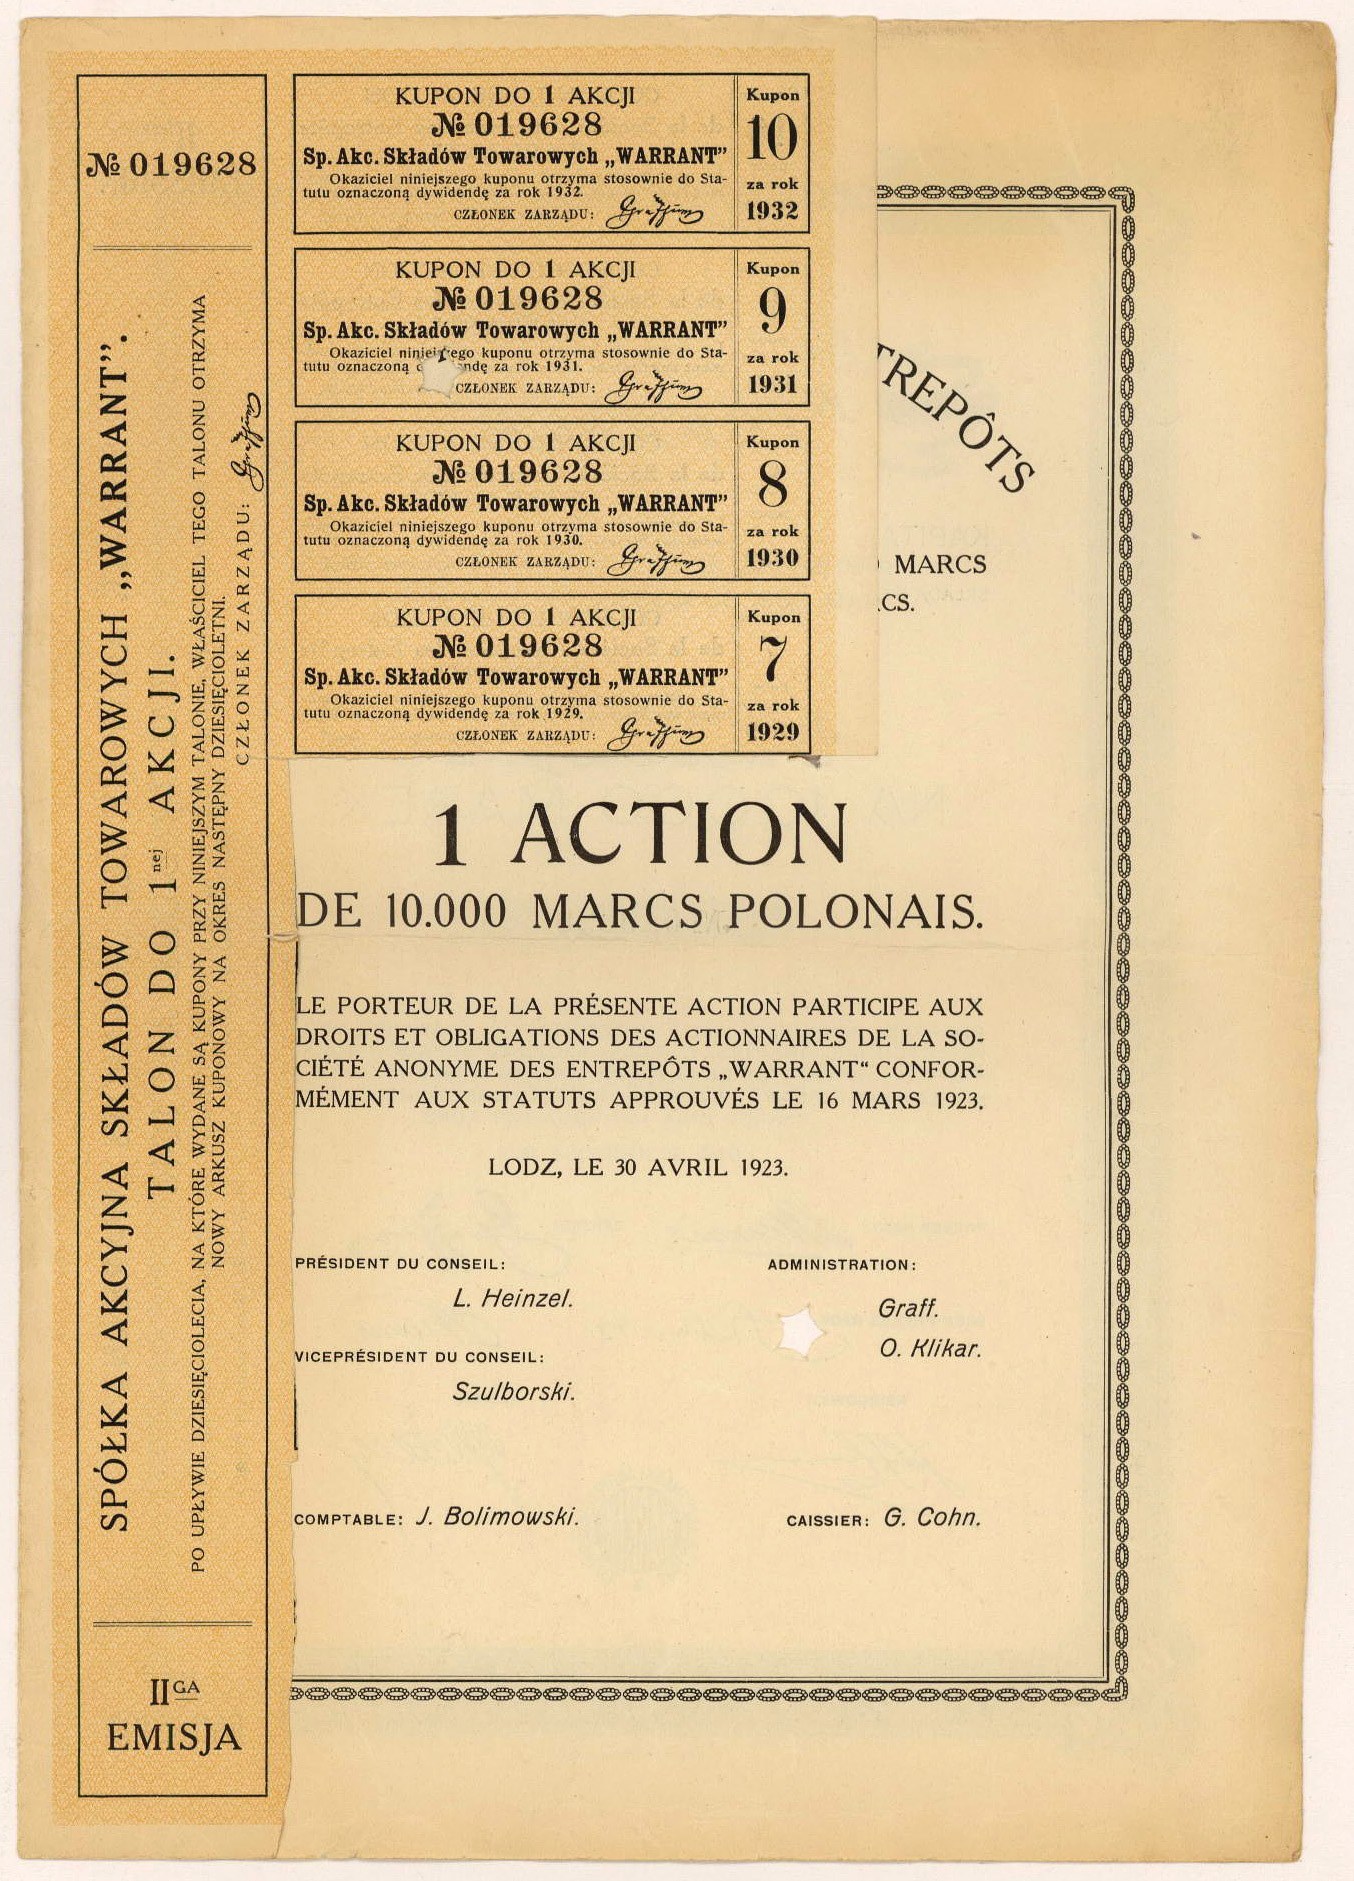 № 019628
SPÓŁKA AKCYJNA SKŁADÓW TOWAROWYCH „WARRANT”.
TALON DO 1nej AKCJI.
PO UPŁYWIE DZIESIĘCIOLECIA, NA KTÓRE WYDANE SĄ KUPONY PRZY NINIEJSZYM TALONIE, WŁAŚCICIEL TEGO TALONU OTRZYMA
NOWY ARKUSZ KUPONOWY NA OKRES NASTĘPNY DZIESIĘCIOLETNI.
CZŁONEK ZARZĄDU:
IIGA
EMISJA
KUPON DO 1 AKCJI
№ 019628
Sp. Akc. Składów Towarowych „WARRANT”
Okaziciel niniejszego kuponu otrzyma stosownie do Sta-
tutu oznaczoną dywidendę za rok 1932.
CZŁONEK ZARZĄDU:
Kupon
10
za rok
1932
KUPON DO 1 AKCJI
№ 019628
Sp. Akc. Składów Towarowych „WARRANT”
Okaziciel niniejszego kuponu otrzyma stosownie do Sta-
tutu oznaczoną ndę za rok 1931.
CZŁONEK ZARZĄDU:
Kupon
9
za rok
1931
KUPON DO 1 AKCJI
№ 019628
Sp. Akc. Składów Towarowych „WARRANT”
Okaziciel niniejszego kuponu otrzyma stosownie do Sta-
tutu oznaczoną dywidendę za rok 1930.
CZŁONEK ZARZĄDU:
Kupon
8
za rok
1930
KUPON DO 1 AKCJI
№ 019628
Sp. Akc. Składów Towarowych „WARRANT”
Okaziciel niniejszego kuponu otrzyma stosownie do Sta-
tutu oznaczoną dywidendę za rok 1929.
CZŁONEK ZARZĄDU:
Kupon
7
za rok
1929
TREPÔTS
MARCS
CS.
1 ACTION
DE 10.000 MARCS POLONAIS.
LE PORTEUR DE LA PRÉSENTE ACTION PARTICIPE AUX
DROITS ET OBLIGATIONS DES ACTIONNAIRES DE LA SO-
CIÉTÉ ANONYME DES ENTREPÔTS „WARRANT“ CONFOR-
MÉMENT AUX STATUTS APPROUVÉS LE 16 MARS 1923.
LODZ, LE 30 AVRIL 1923.
PRÉSIDENT DU CONSEIL:
L. Heinzel.
VICEPRÉSIDENT DU CONSEIL:
Szulborski.
ADMINISTRATION:
Graff.
O. Klikar.
COMPTABLE: J. Bolimowski.
CAISSIER: G. Cohn.